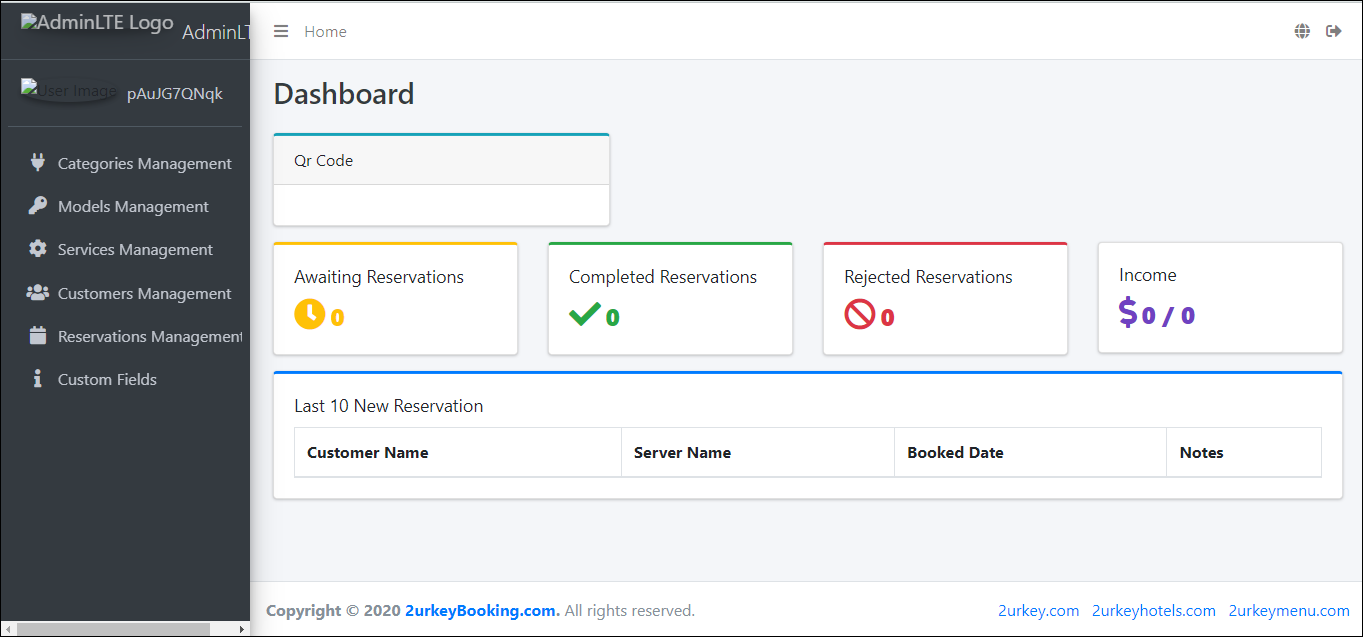 AdminLTE Logo
AdminLT
Home
User Image
pAuJG7QNqk
Categories Management
Models Management
Services Management
Customers Management
Reservations Management
Custom Fields
Dashboard
Qr Code
Awaiting Reservations
0
Completed Reservations
0
Rejected Reservations
0
Income
$0 / 0
Last 10 New Reservation
Customer Name Server Name Booked Date Notes
Copyright © 2020 2urkeyBooking.com. All rights reserved.
2urkey.com 2urkeyhotels.com 2urkeymenu.com